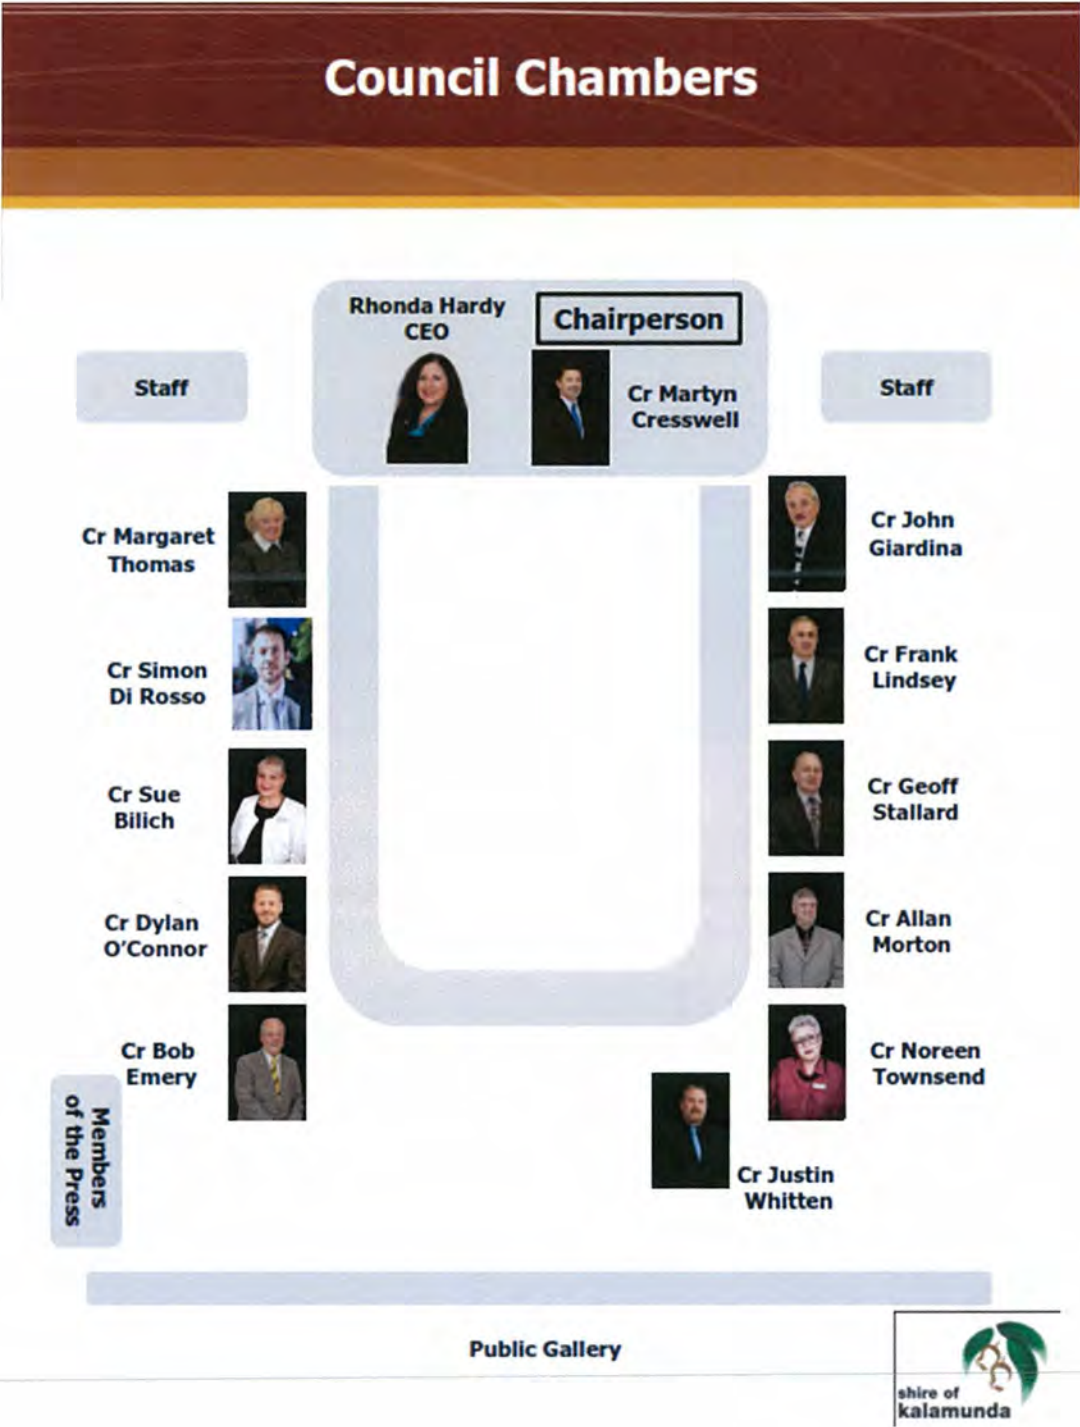 Council Chambers
Rhonda Hardy
CEO
Chairperson
Cr Martyn
Cresswell
Staff
Staff
Cr Margaret
Thomas
Cr John
Giardina
Cr Simon
Di Rosso
Cr Frank
Lindsey
Cr Sue
Bilich
Cr Geoff
Stallard
Cr Dylan
O'Connor
Cr Allan
Morton
Cr Bob
Emery
Cr Noreen
Townsend
Members
of the Press
Cr Justin
Whitten
Public Gallery
shire of
kalamunda